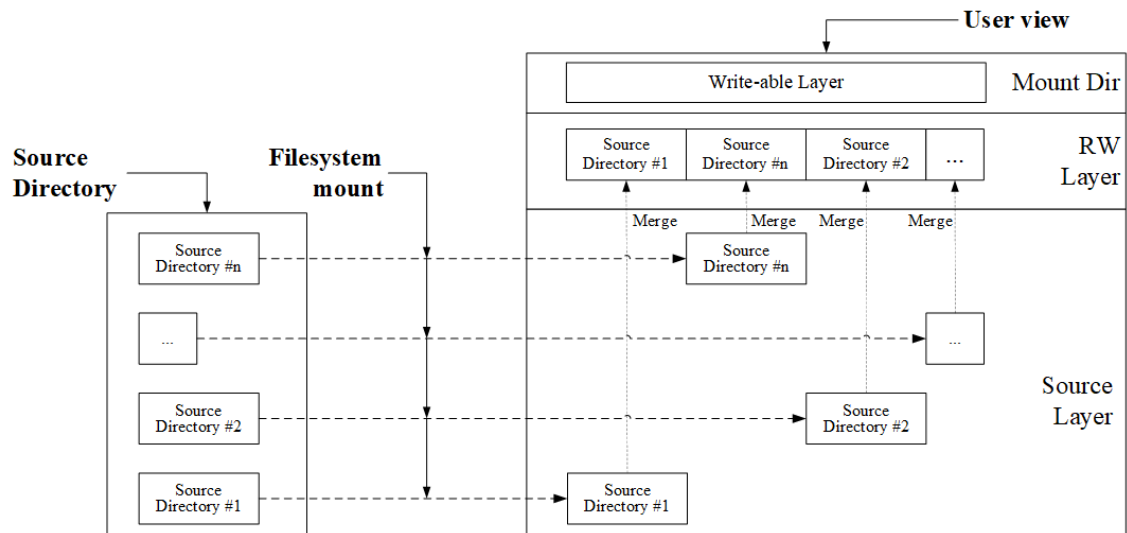 User view
Write-able Layer
Mount Dir
Source
Directory
Filesystem
mount
Source
Directory #1
Source
Directory #n
Source
Directory #2
...
RW
Layer
Merge
Merge
Merge
Merge
Source
Directory #n
Source
Directory #n
...
...
Source
Directory #2
Source
Directory #2
Source
Layer
Source
Directory #1
Source
Directory #1